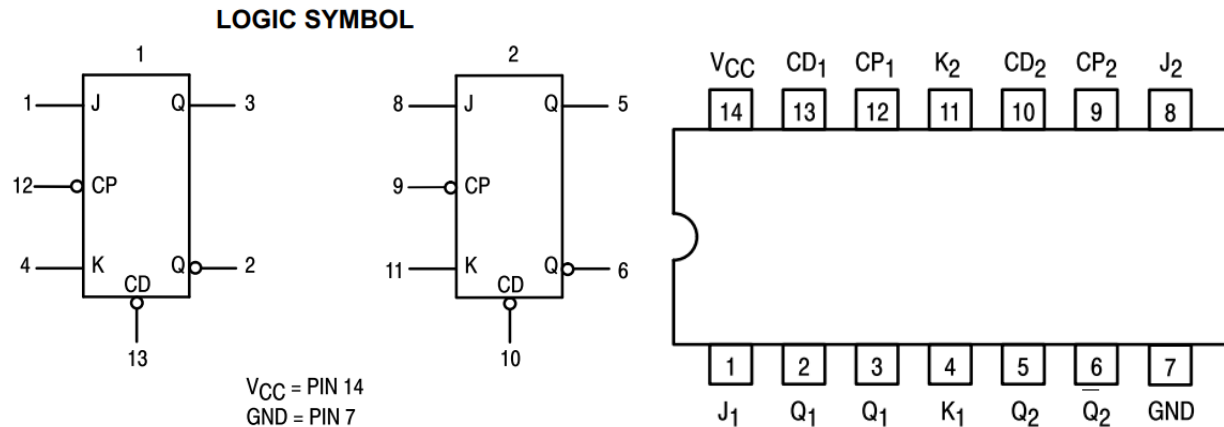 LOGIC SYMBOL
1
1 J Q 3
12 CP
4 K Q 2
CD
13
2
8 J Q 5
9 CP
11 K Q 6
CD
10
VCC = PIN 14
GND = PIN 7
VCC CD1 CP1 K2 CD2 CP2 J2
14 13 12 11 10 9 8
1 2 3 4 5 6 7
J1 Q1 Q1 K1 Q2 Q̅2 GND